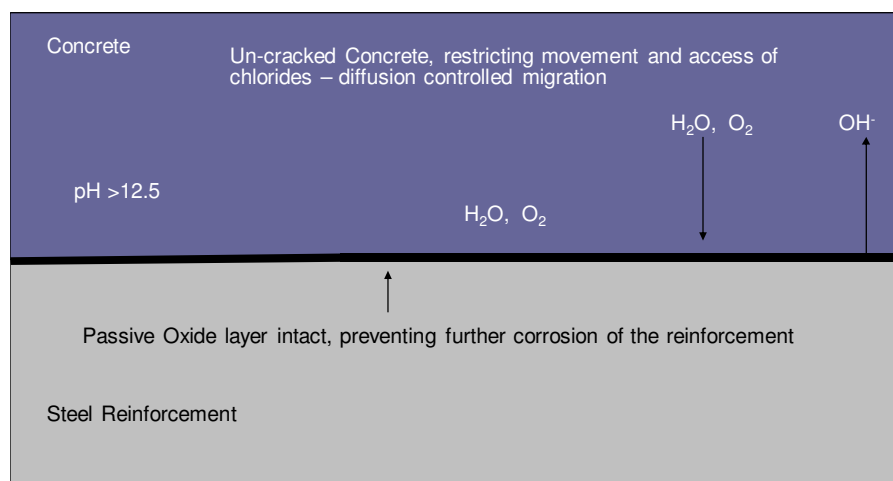 Concrete
Un-cracked Concrete, restricting movement and access of
chlorides – diffusion controlled migration
H₂O, O₂
OH⁻
pH >12.5
H₂O, O₂
Passive Oxide layer intact, preventing further corrosion of the reinforcement
Steel Reinforcement